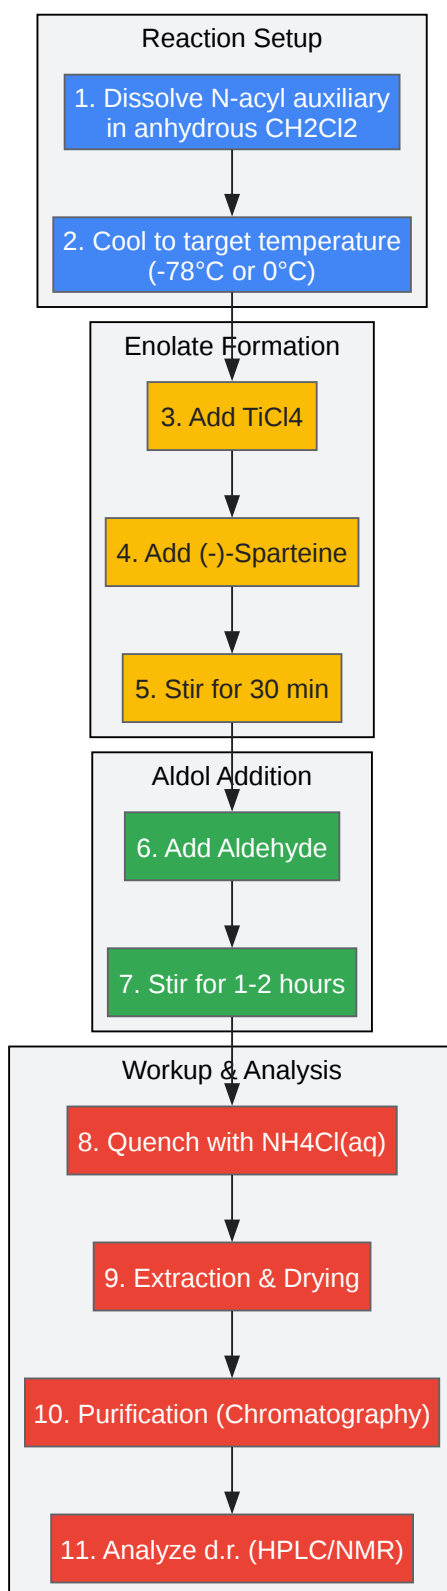 Reaction Setup
1. Dissolve N-acyl auxiliary
in anhydrous CH2Cl2
2. Cool to target temperature
(-78°C or 0°C)
Enolate Formation
3. Add TiCl4
4. Add (-)-Sparteine
5. Stir for 30 min
Aldol Addition
6. Add Aldehyde
7. Stir for 1-2 hours
Workup & Analysis
8. Quench with NH4Cl(aq)
9. Extraction & Drying
10. Purification (Chromatography)
11. Analyze d.r. (HPLC/NMR)